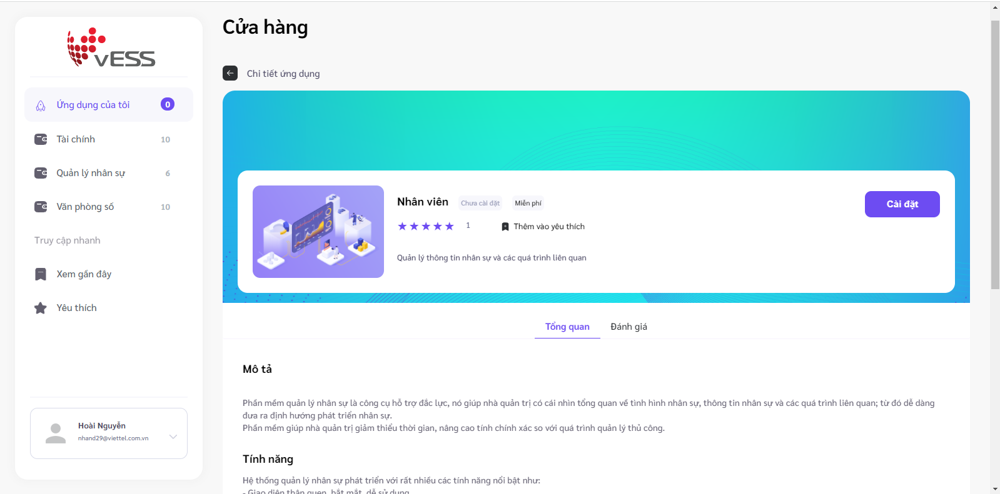 vESS
Ứng dụng của tôi 0
Tài chính 10
Quản lý nhân sự 6
Văn phòng số 10
Truy cập nhanh
Xem gần đây
Yêu thích
Hoài Nguyễn
nhand29@viettel.com.vn
Cửa hàng
Chi tiết ứng dụng
Nhân viên Chưa cài đặt Miễn phí
Cài đặt
1 Thêm vào yêu thích
Quản lý thông tin nhân sự và các quá trình liên quan
Tổng quan Đánh giá
Mô tả
Phần mềm quản lý nhân sự là công cụ hỗ trợ đắc lực, nó giúp nhà quản trị có cái nhìn tổng quan về tình hình nhân sự, thông tin nhân sự và các quá trình liên quan; từ đó dễ dàng
đưa ra định hướng phát triển nhân sự.
Phần mềm giúp nhà quản trị giảm thiểu thời gian, nâng cao tính chính xác so với quá trình quản lý thủ công.
Tính năng
Hệ thống quản lý nhân sự phát triển với rất nhiều các tính năng nổi bật như:
- Giao diện thân quen, bắt mắt, dễ sử dụng